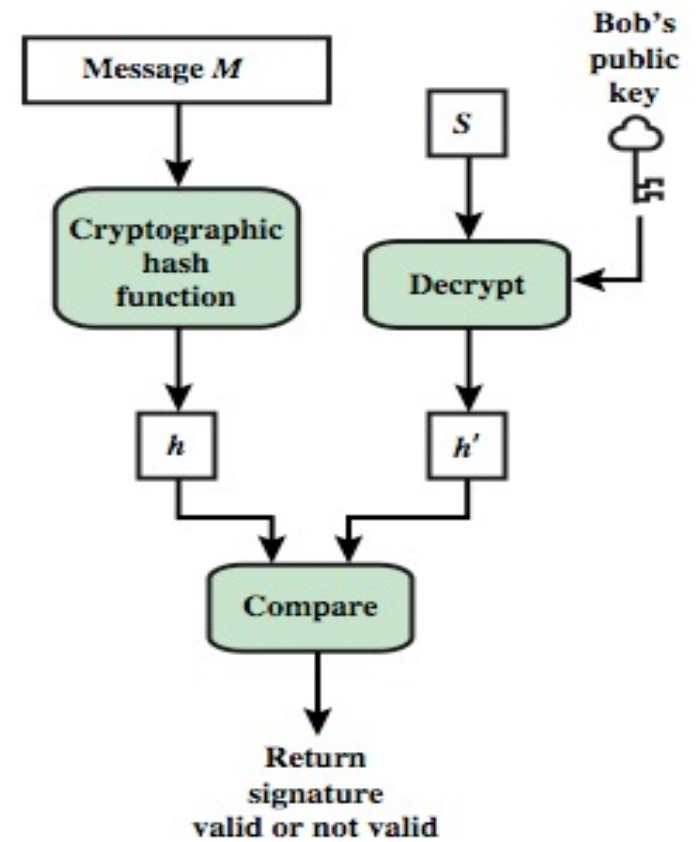 Bob's
public
key
Message M
S
Cryptographic
hash
function
Decrypt
h
h′
Compare
Return
signature
valid or not valid